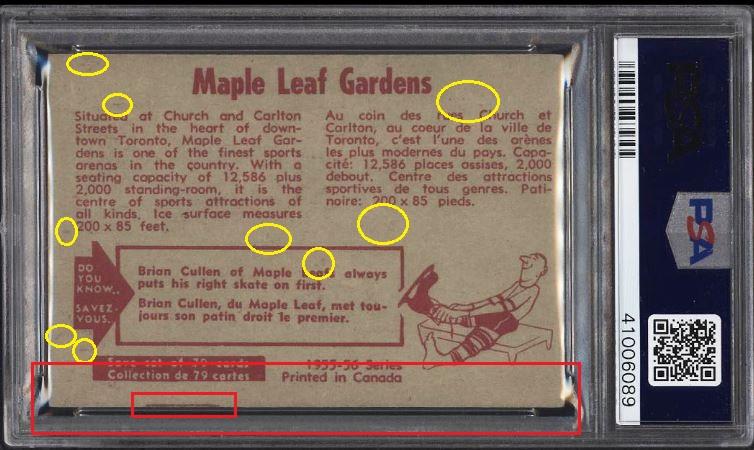 Maple Leaf Gardens
Situated at Church and Carlton
Streets in the heart of down-
town Toronto, Maple Leaf Gar-
dens is one of the finest sports
arenas in the country. With a
seating capacity of 12,586 plus
2,000 standing-room, it is the
centre of sports attractions of
all kinds. Ice surface measures
200 x 85 feet.
Au coin des rues Church et
Carlton, au coeur de la ville de
Toronto, c'est l'une des arènes
les plus modernes du pays. Capa-
cité: 12,586 places assises, 2,000
debout. Centre des attractions
sportives de tous genres. Pati-
noire: 200 x 85 pieds.
DO
YOU
KNOW..
SAVEZ-
VOUS.
Brian Cullen of Maple Leafs always
puts his right skate on first.
Brian Cullen, du Maple Leaf, met tou-
jours son patin droit 1e premier.
Save set of 79 cards
Collection de 79 cartes
1955-56 Series
Printed in Canada
PSA
PSA
41006089